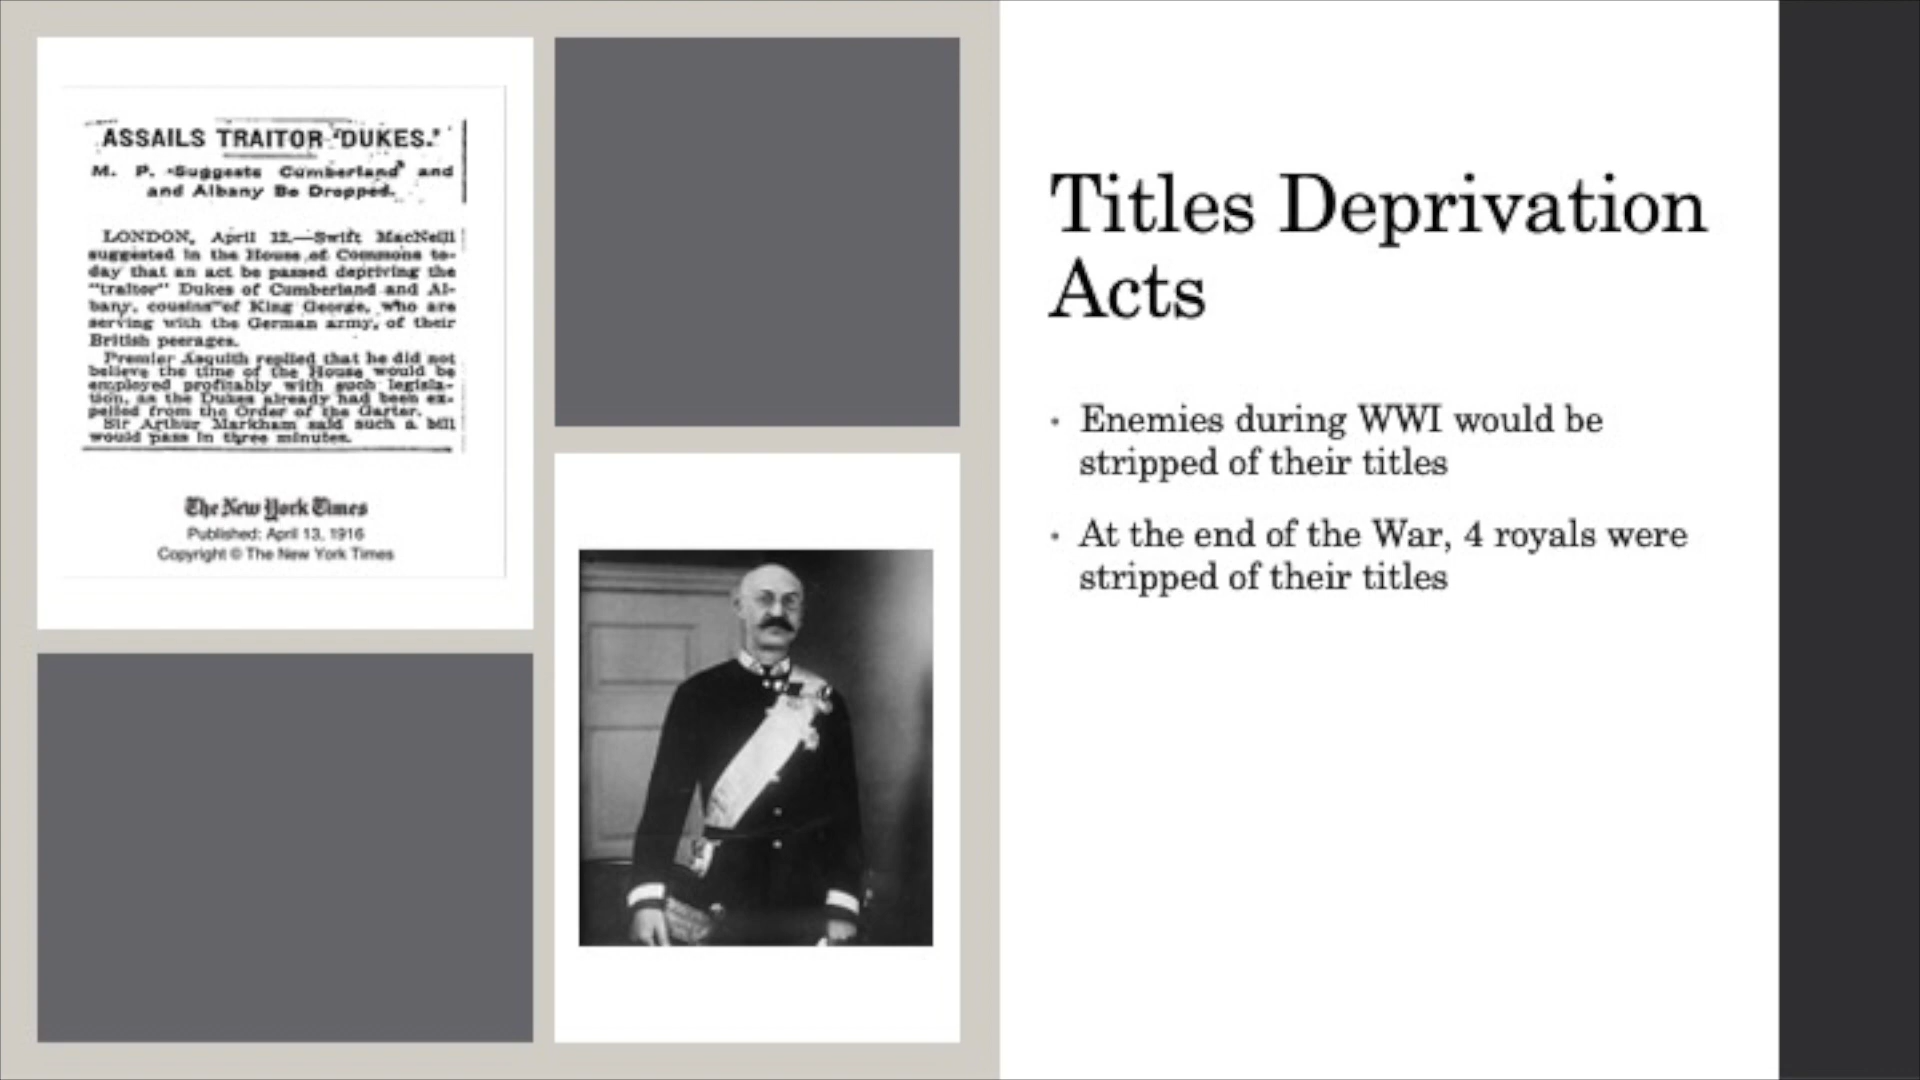 ASSAILS TRAITOR 'DUKES.'
M. P. Suggests Cumberland and
and Albany Be Dropped.
LONDON, April 12.—Swift MacNeill
suggested in the House of Commons to-
day that an act be passed depriving the
"traitor" Dukes of Cumberland and Al-
bany, cousins of King George, who are
serving with the German army, of their
British peerages.
Premier Asquith replied that he did not
believe the time of the House would be
employed profitably with such legisla-
tion, as the Dukes already had been ex-
pelled from the Order of the Garter.
Sir Arthur Markham said such a bill
would pass in three minutes.
The New York Times
Published: April 13, 1916
Copyright © The New York Times
Titles Deprivation
Acts
• Enemies during WWI would be
stripped of their titles
• At the end of the War, 4 royals were
stripped of their titles